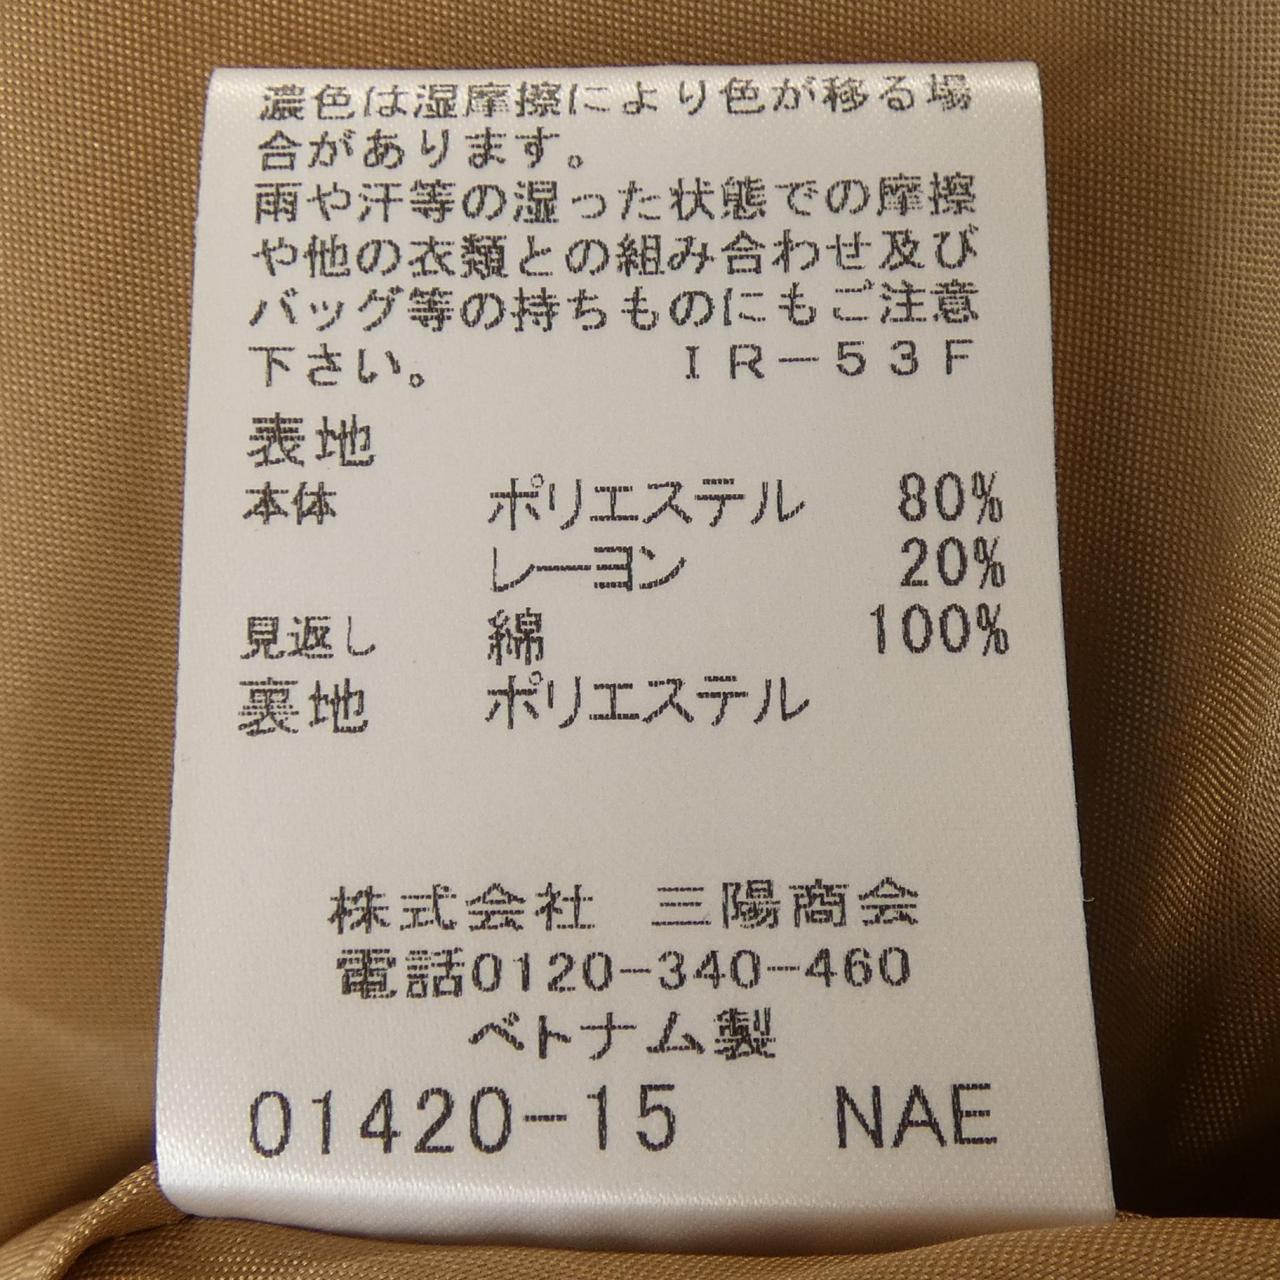 濃色は湿摩擦により色が移る場
合があります。
雨や汗等の湿った状態での摩擦
や他の衣類との組み合わせ及び
バッグ等の持ちものにもご注意
下さい。 IR-53F
表地
本体 ポリエステル 80%
レーヨン 20%
見返し 綿 100%
裏地 ポリエステル
株式会社 三陽商会
電話0120-340-460
ベトナム製
01420-15 NAE